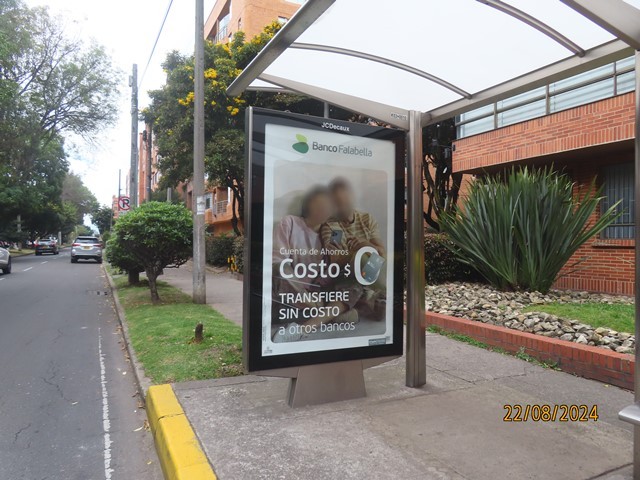 JCDecaux
Banco Falabella
Cuenta de Ahorros
Costo $ 0
TRANSFIERE
SIN COSTO
a otros bancos
22/08/2024